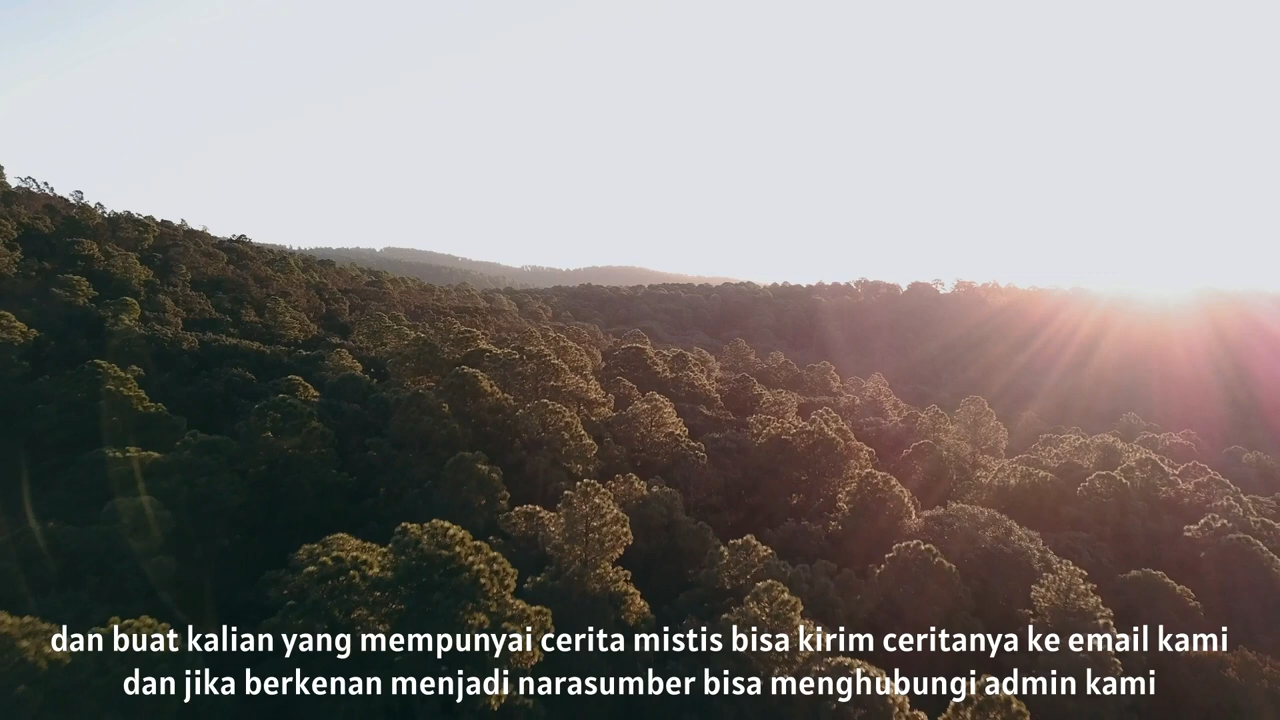 dan buat kalian yang mempunyai cerita mistis bisa kirim ceritanya ke email kami
dan jika berkenan menjadi narasumber bisa menghubungi admin kami